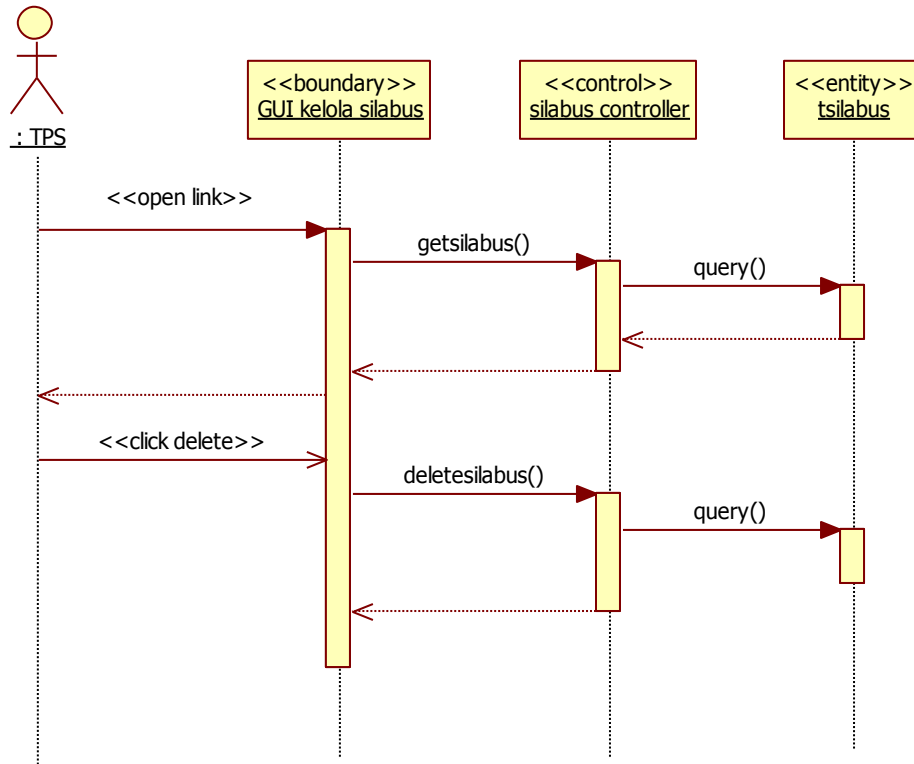 <<boundary>>
GUI kelola silabus
<<control>>
silabus controller
<<entity>>
tsilabus
: TPS
<<open link>>
getsilabus()
query()
<<click delete>>
deletesilabus()
query()